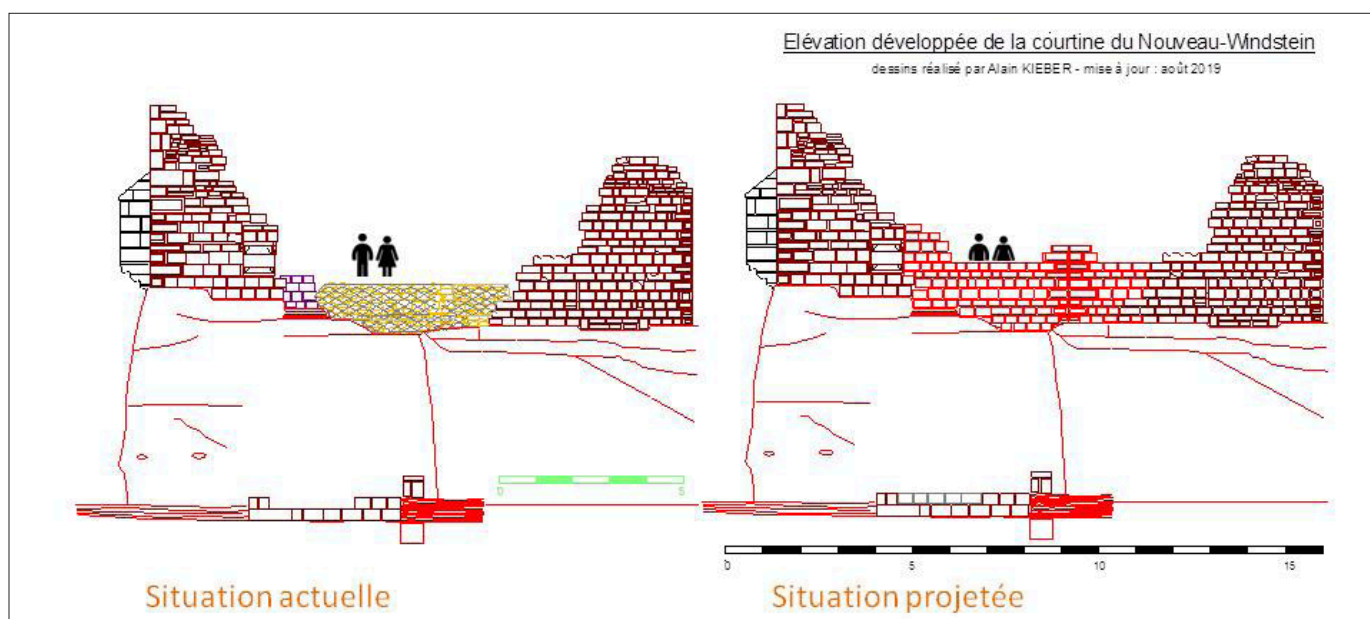 Elévation développée de la courtine du Nouveau-Windstein
dessins réalisé par Alain KIEBER - mise à jour : août 2019
0 5
0 5 10 15
Situation actuelle
Situation projetée